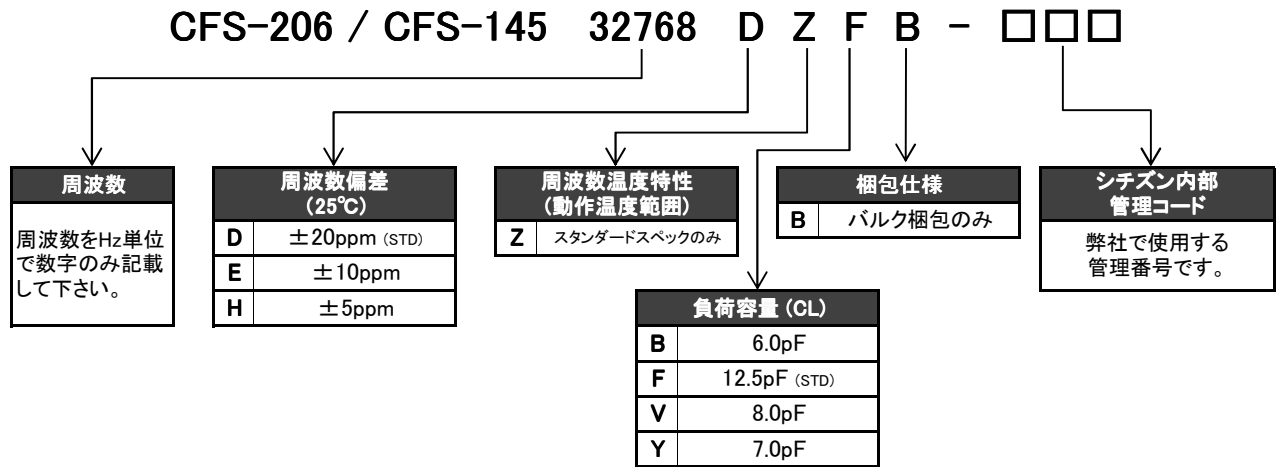 CFS-206 / CFS-145 32768 D Z F B - □□□
周波数
周波数をHz単位
で数字のみ記載
して下さい。
周波数偏差
(25℃)
D ±20ppm (STD)
E ±10ppm
H ±5ppm
周波数温度特性
(動作温度範囲)
Z スタンダードスペックのみ
梱包仕様
B バルク梱包のみ
シチズン内部
管理コード
弊社で使用する
管理番号です。
負荷容量 (CL)
B 6.0pF
F 12.5pF (STD)
V 8.0pF
Y 7.0pF